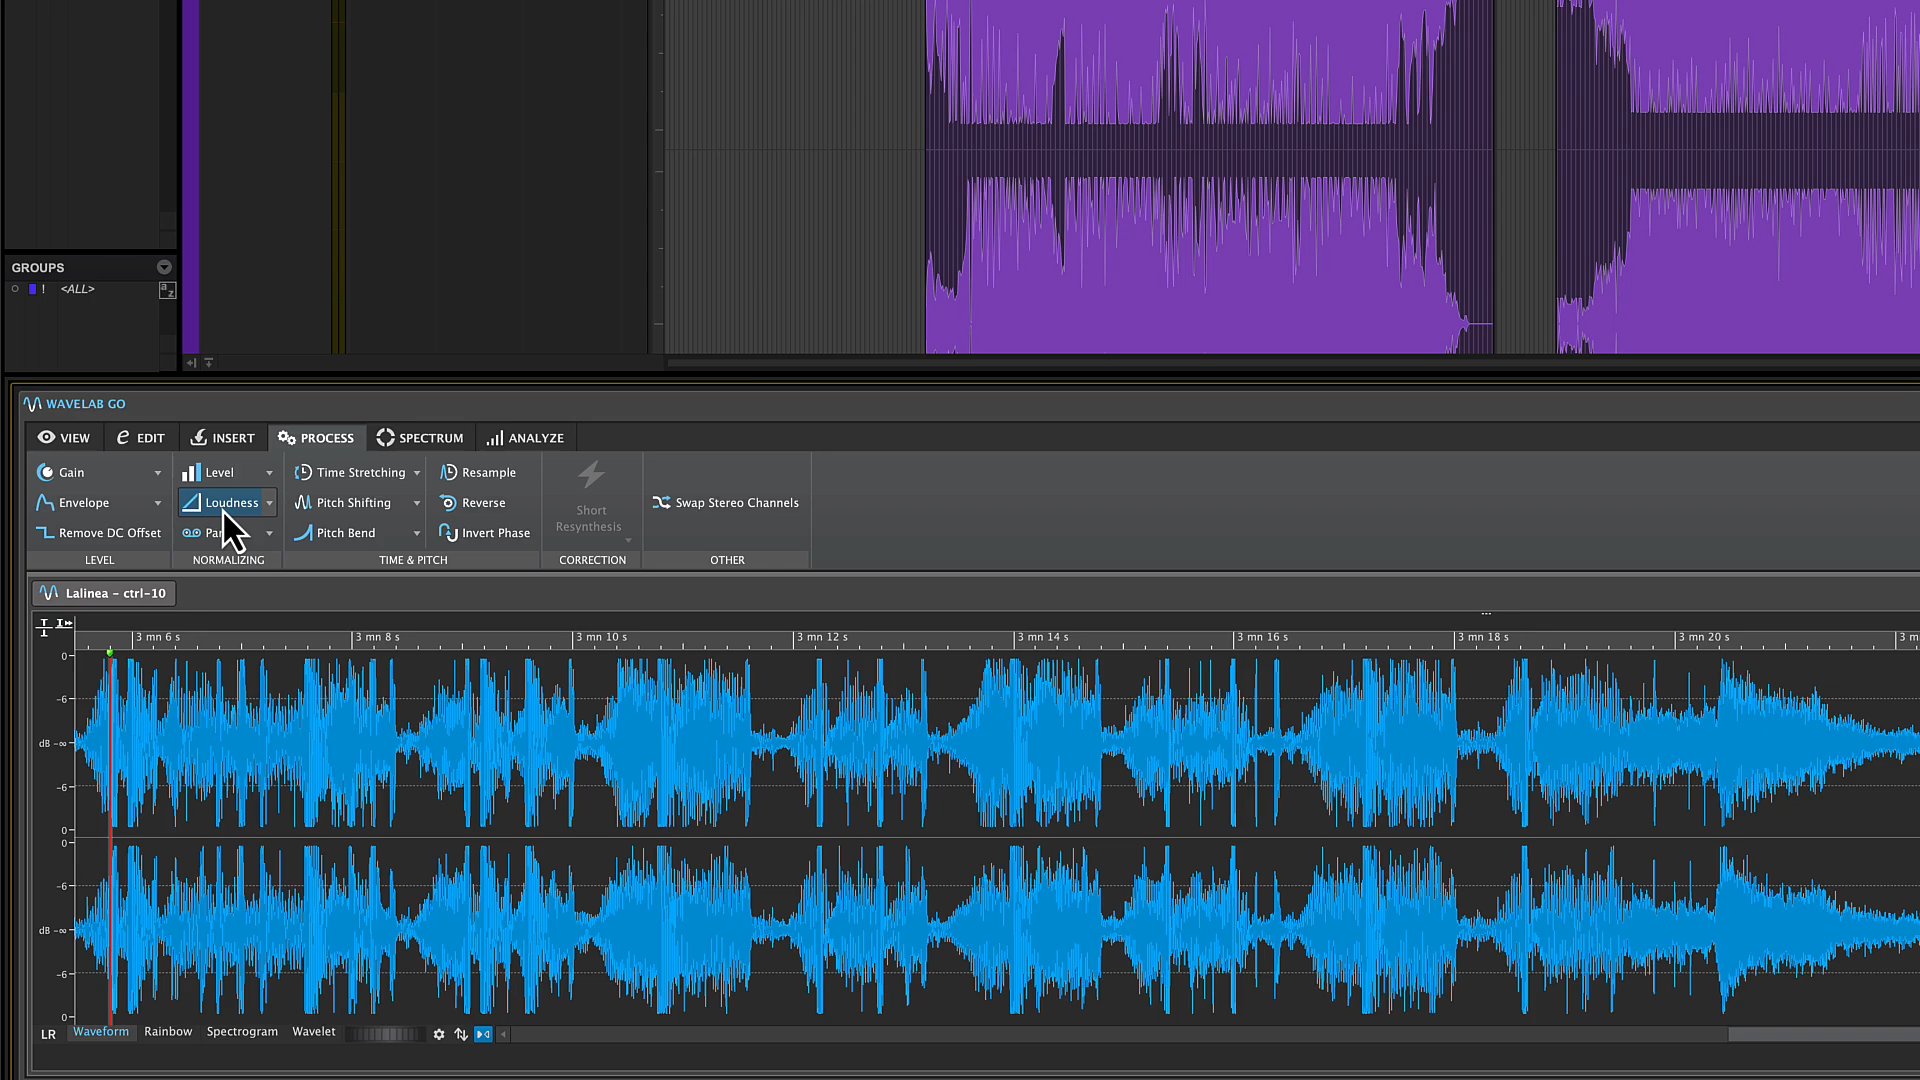 GROUPS
! <ALL>
a z
WAVELAB GO
VIEW EDIT INSERT PROCESS SPECTRUM ANALYZE
Gain Level Time Stretching Resample
Envelope Loudness Pitch Shifting Reverse Short Resynthesis Swap Stereo Channels
Remove DC Offset Pitch Bend Invert Phase
LEVEL NORMALIZING TIME & PITCH CORRECTION OTHER
Lalinea - ctrl-10
3 mn 6 s 3 mn 8 s 3 mn 10 s 3 mn 12 s 3 mn 14 s 3 mn 16 s 3 mn 18 s 3 mn 20 s 3 m
0
-6
dB -∞
-6
0
0
-6
dB -∞
-6
0
LR Waveform Rainbow Spectrogram Wavelet